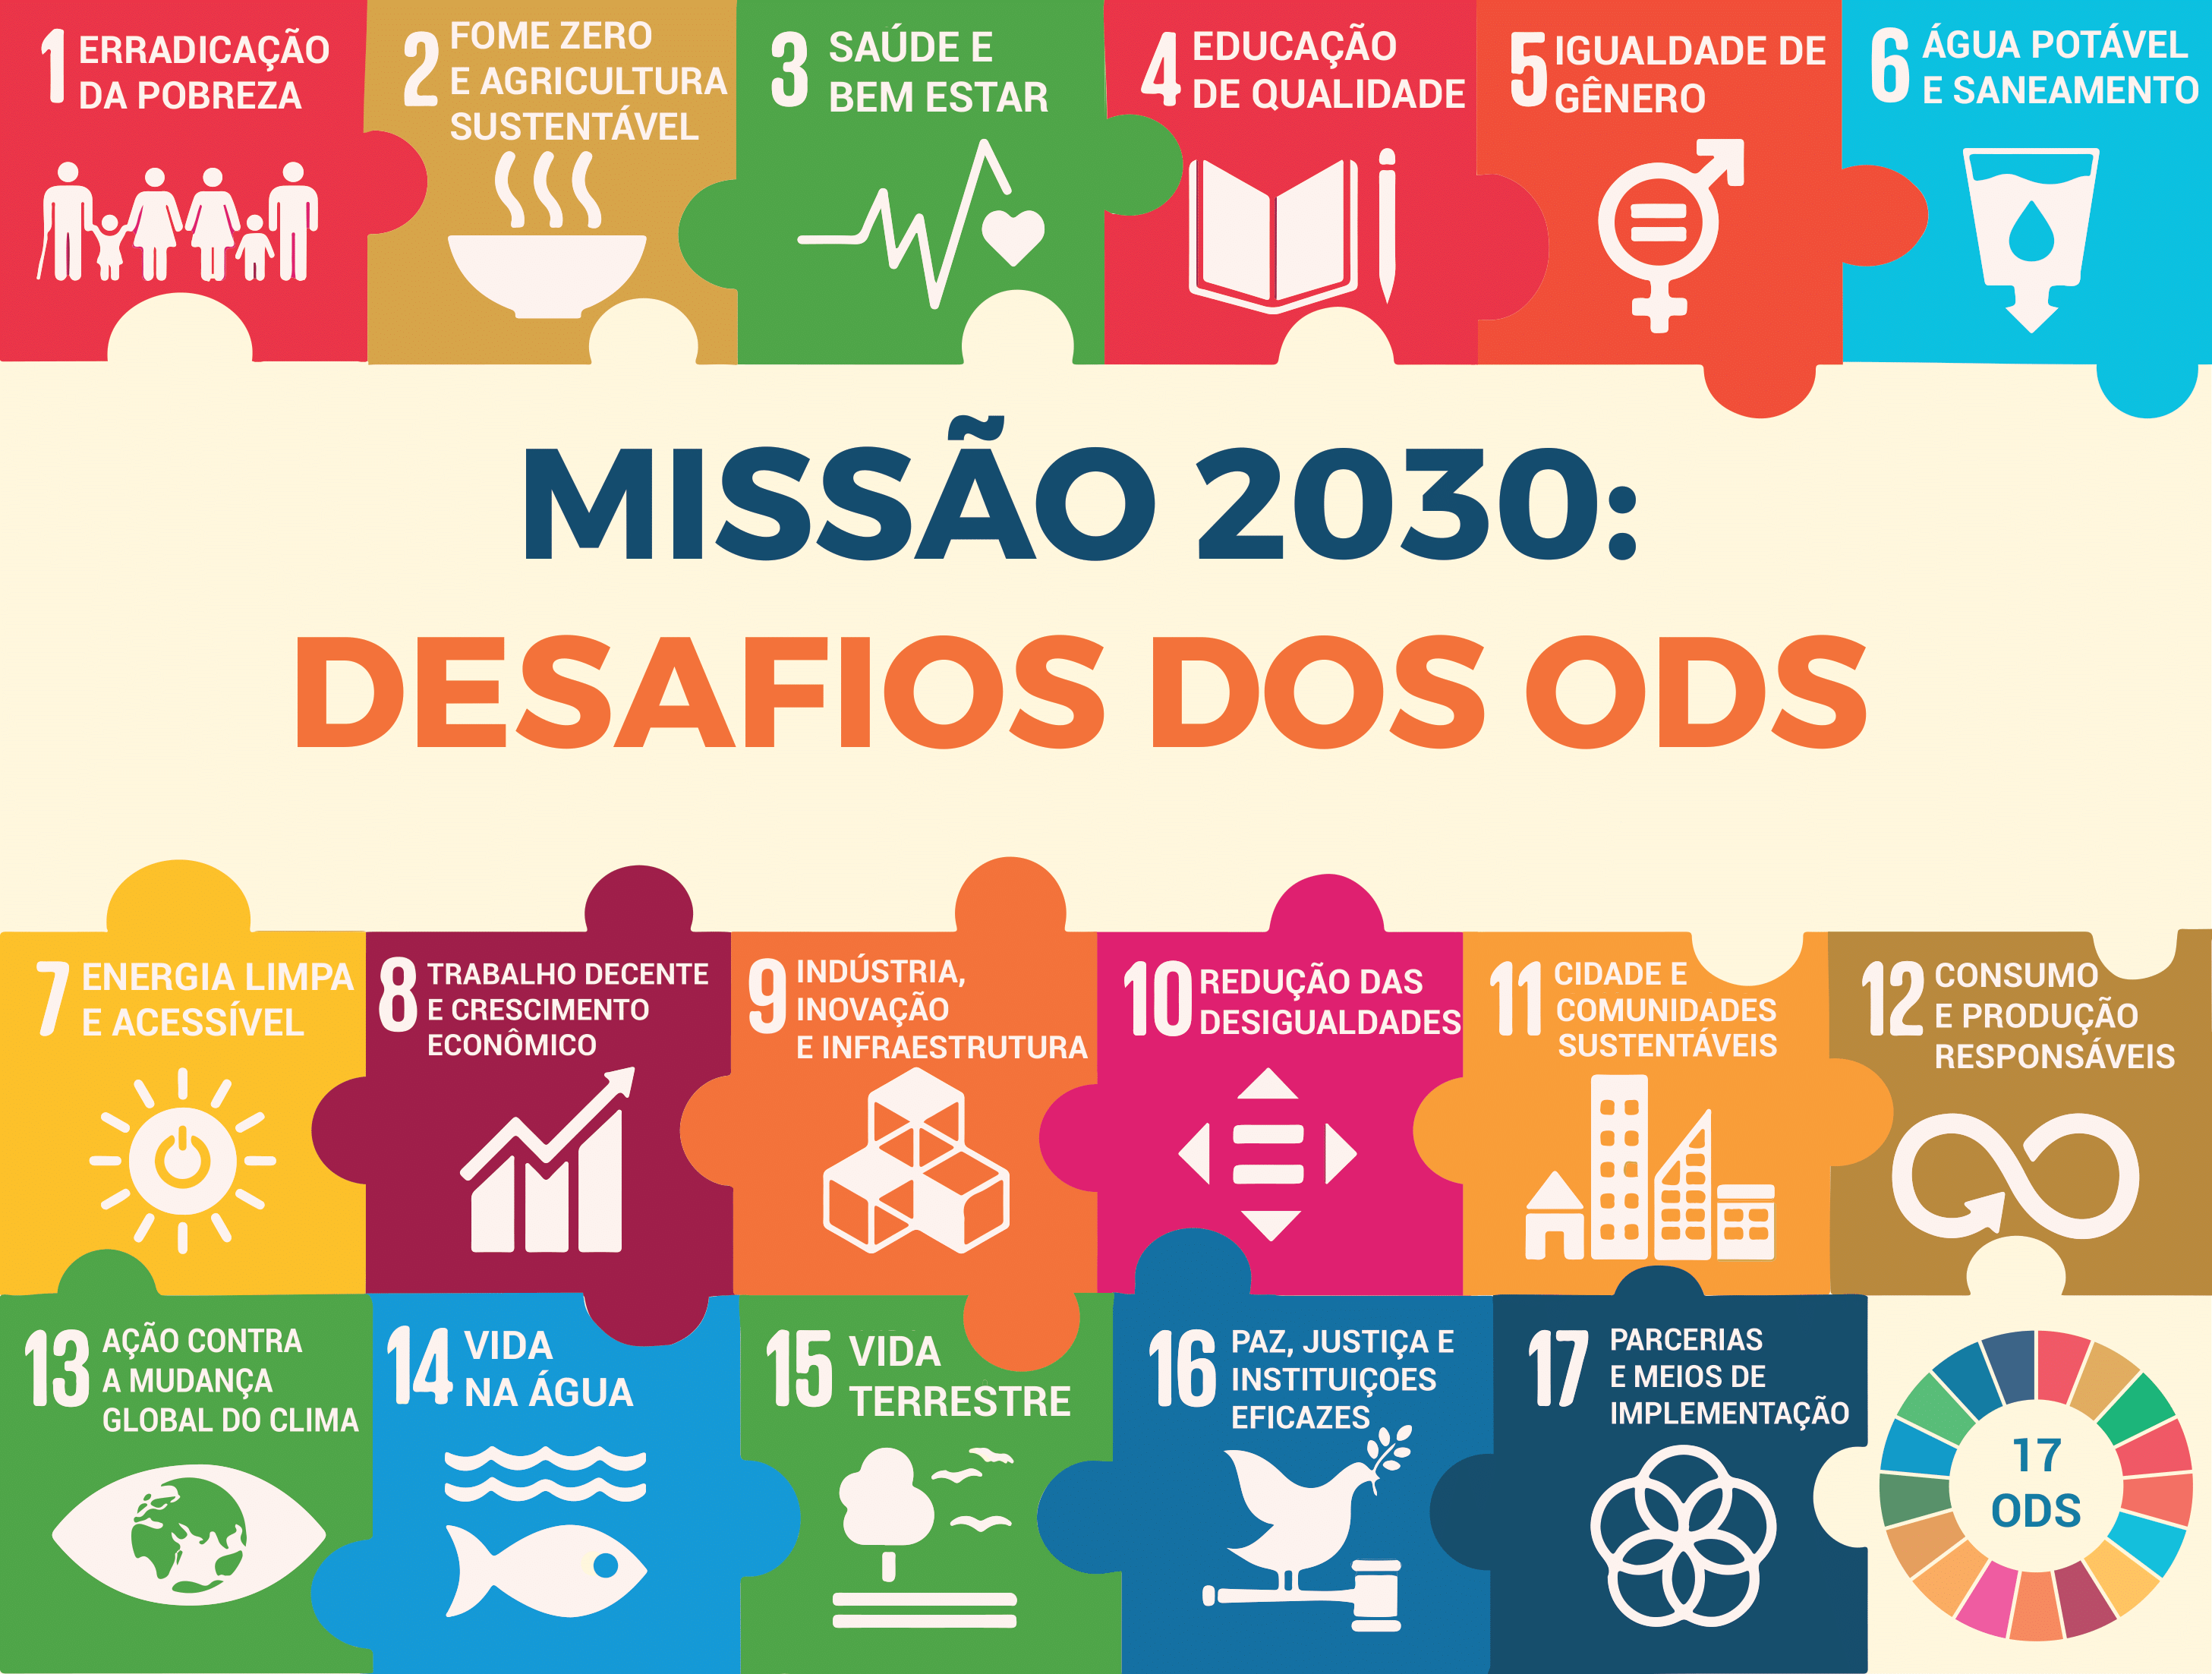 1 ERRADICAÇÃO
DA POBREZA
2 FOME ZERO
E AGRICULTURA
SUSTENTÁVEL
3 SAÚDE E
BEM ESTAR
4 EDUCAÇÃO
DE QUALIDADE
5 IGUALDADE DE
GÊNERO
6 ÁGUA POTÁVEL
E SANEAMENTO
MISSÃO 2030:
DESAFIOS DOS ODS
7 ENERGIA LIMPA
E ACESSÍVEL
8 TRABALHO DECENTE
E CRESCIMENTO
ECONÔMICO
9 INDÚSTRIA,
INOVAÇÃO
E INFRAESTRUTURA
10 REDUÇÃO DAS
DESIGUALDADES
11 CIDADE E
COMUNIDADES
SUSTENTÁVEIS
12 CONSUMO
E PRODUÇÃO
RESPONSÁVEIS
13 AÇÃO CONTRA
A MUDANÇA
GLOBAL DO CLIMA
14 VIDA
NA ÁGUA
15 VIDA
TERRESTRE
16 PAZ, JUSTIÇA E
INSTITUIÇOES
EFICAZES
17 PARCERIAS
E MEIOS DE
IMPLEMENTAÇÃO
17
ODS